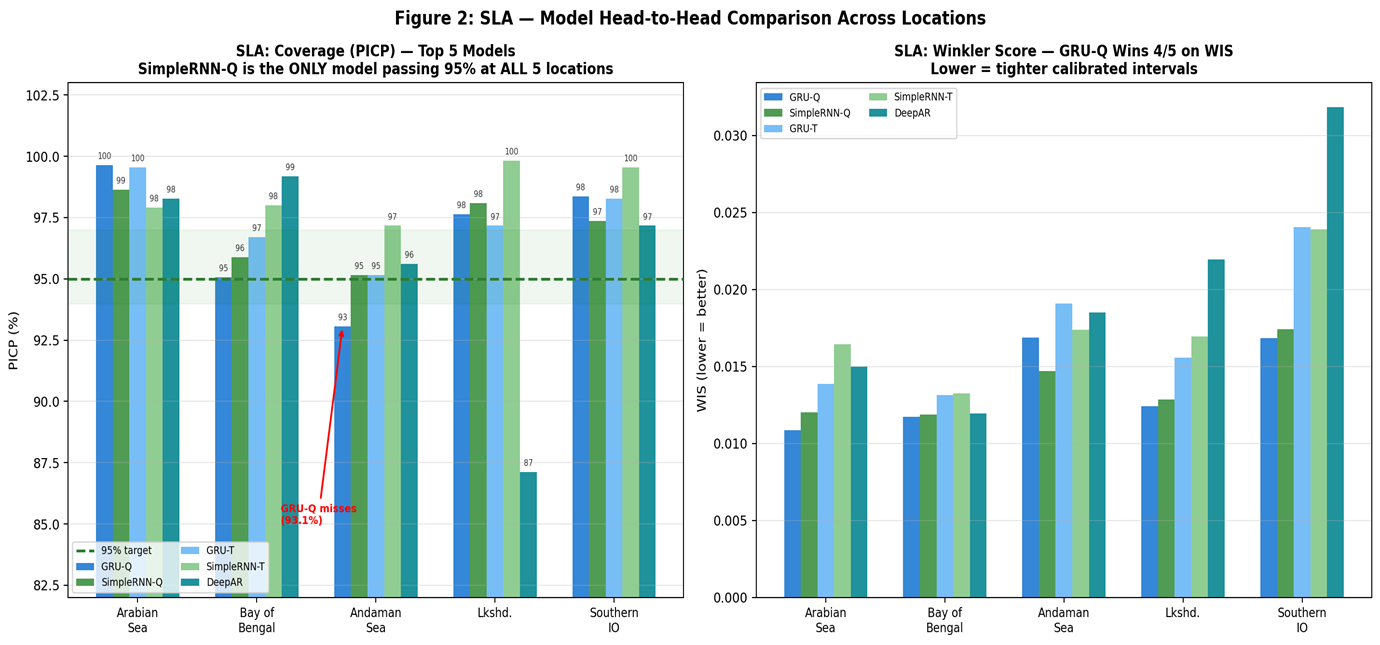 Figure 2: SLA — Model Head-to-Head Comparison Across Locations
SLA: Coverage (PICP) — Top 5 Models
SimpleRNN-Q is the ONLY model passing 95% at ALL 5 locations
PICP (%)
102.5
100.0
97.5
95.0
92.5
90.0
87.5
85.0
82.5
100 99 100 98 98
95 96 97 98 99
93 95 95 97 96
98 98 97 100 87
98 97 98 100 97
GRU-Q misses
(93.1%)
95% target
GRU-Q
SimpleRNN-Q
GRU-T
SimpleRNN-T
DeepAR
Arabian
Sea
Bay of
Bengal
Andaman
Sea
Lkshd.
Southern
IO
SLA: Winkler Score — GRU-Q Wins 4/5 on WIS
Lower = tighter calibrated intervals
WIS (lower = better)
0.030
0.025
0.020
0.015
0.010
0.005
0.000
GRU-Q
SimpleRNN-Q
GRU-T
SimpleRNN-T
DeepAR
Arabian
Sea
Bay of
Bengal
Andaman
Sea
Lkshd.
Southern
IO